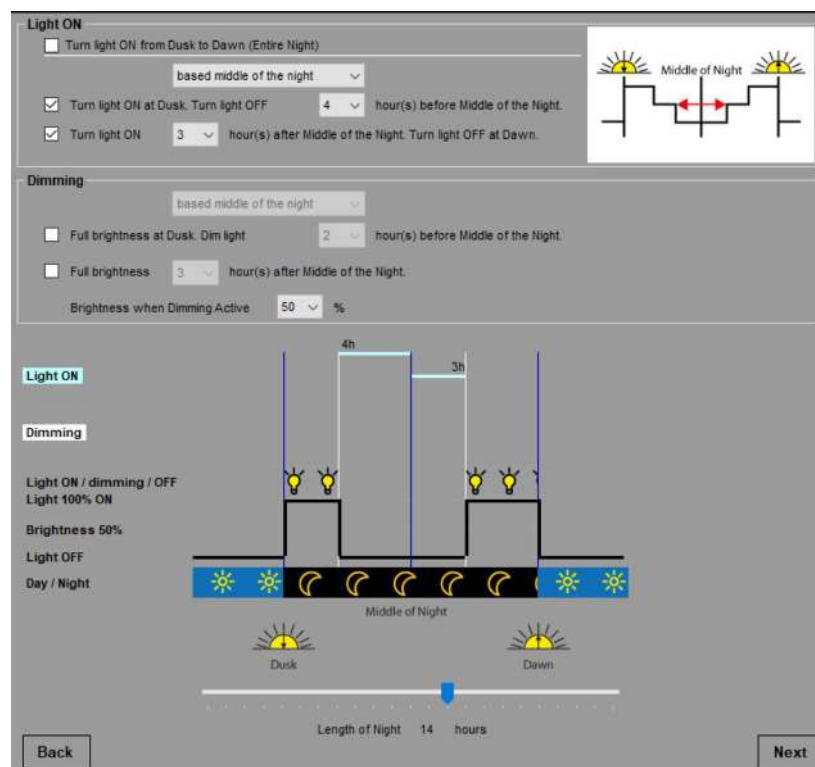 Light ON
Turn light ON from Dusk to Dawn (Entire Night)
based middle of the night
Turn light ON at Dusk. Turn light OFF 4 hour(s) before Middle of the Night.
Turn light ON 3 hour(s) after Middle of the Night. Turn light OFF at Dawn.
Middle of Night
Dimming
based middle of the night
Full brightness at Dusk. Dim light 2 hour(s) before Middle of the Night.
Full brightness 3 hour(s) after Middle of the Night.
Brightness when Dimming Active 50 %
4h
3h
Light ON
Dimming
Light ON / dimming / OFF
Light 100% ON
Brightness 50%
Light OFF
Day / Night
Middle of Night
Dusk Dawn
Length of Night 14 hours
Back Next